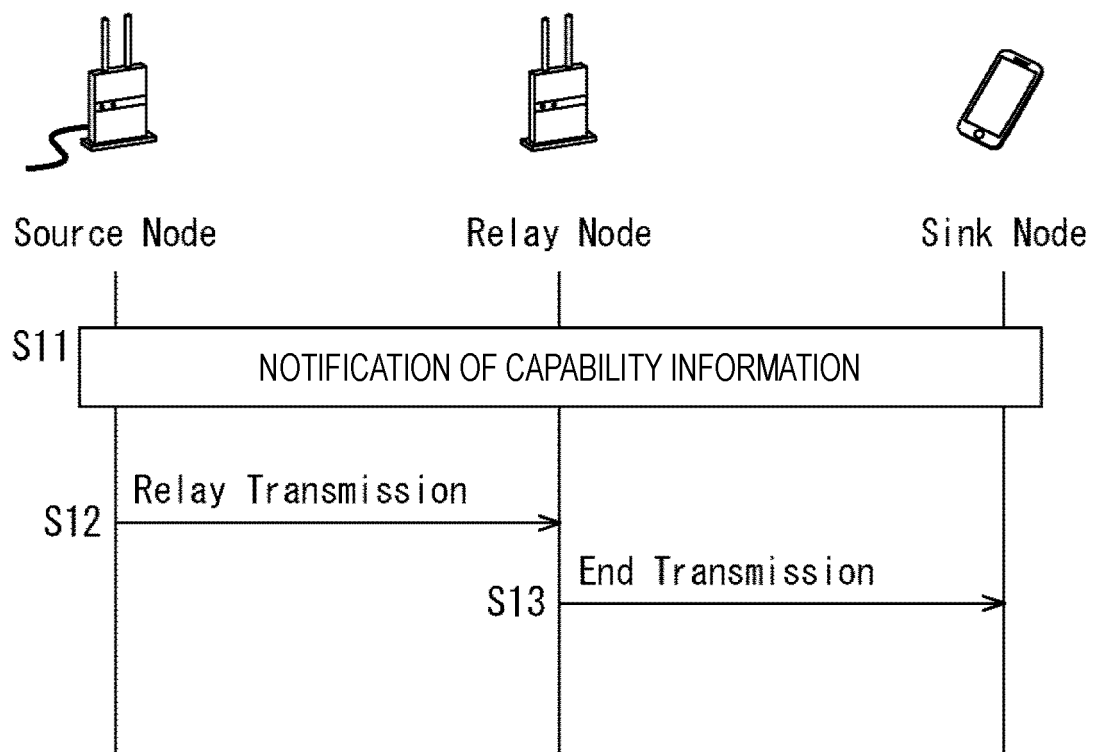 Source Node
Relay Node
Sink Node
S11
NOTIFICATION OF CAPABILITY INFORMATION
Relay Transmission
S12
End Transmission
S13